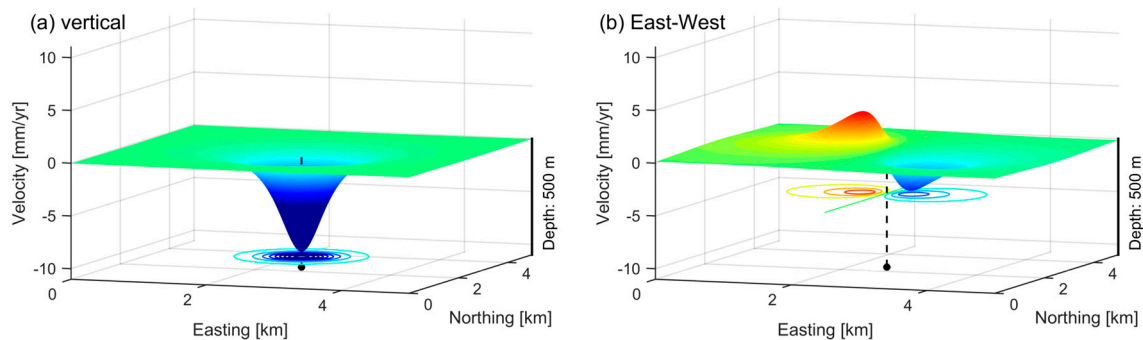 (a) vertical
10
5
0
-5
-10
Velocity [mm/yr]
0
2
4
Easting [km]
0
2
4
Northing [km]
Depth: 500 m
(b) East-West
10
5
0
-5
-10
Velocity [mm/yr]
0
2
4
Easting [km]
0
2
4
Northing [km]
Depth: 500 m